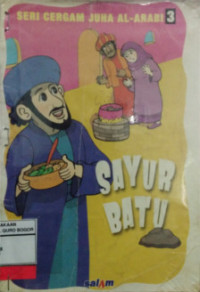 SERI CERGAM JUHA AL-ARABI 3
SAYUR
BATU
salam